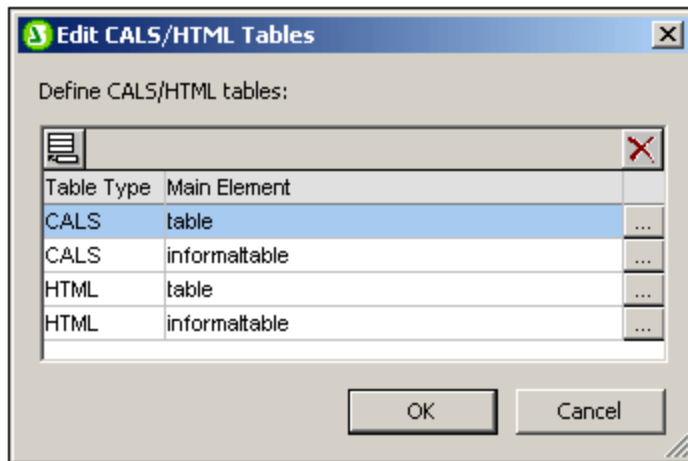 Edit CALS/HTML Tables
Define CALS/HTML tables:
Table Type Main Element
CALS table ...
CALS informaltable ...
HTML table ...
HTML informaltable ...
OK Cancel